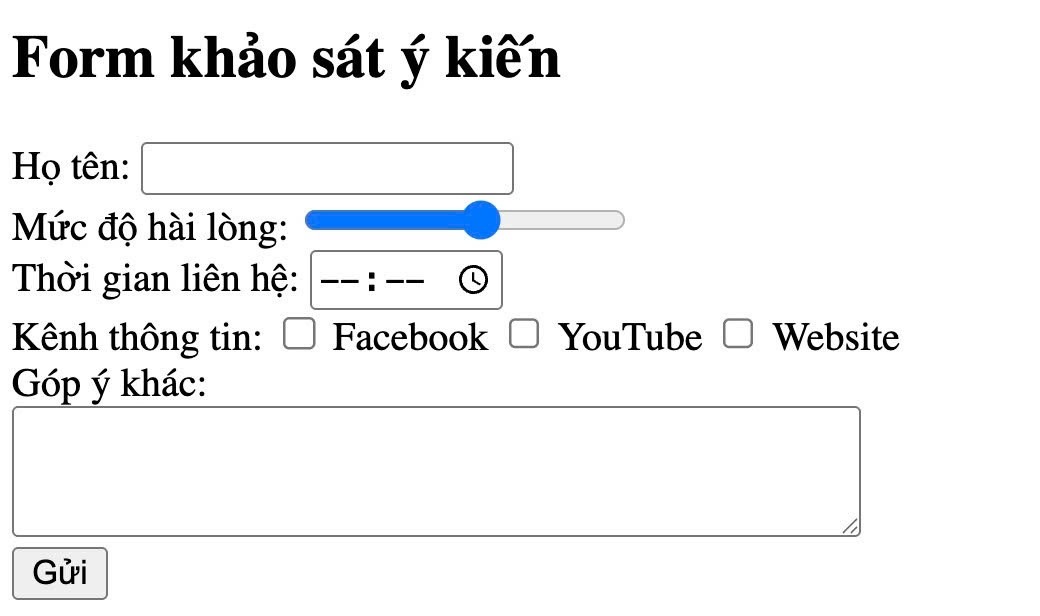 Form khảo sát ý kiến
Họ tên:
Mức độ hài lòng:
Thời gian liên hệ: --:--
Kênh thông tin: Facebook YouTube Website
Góp ý khác:
Gửi